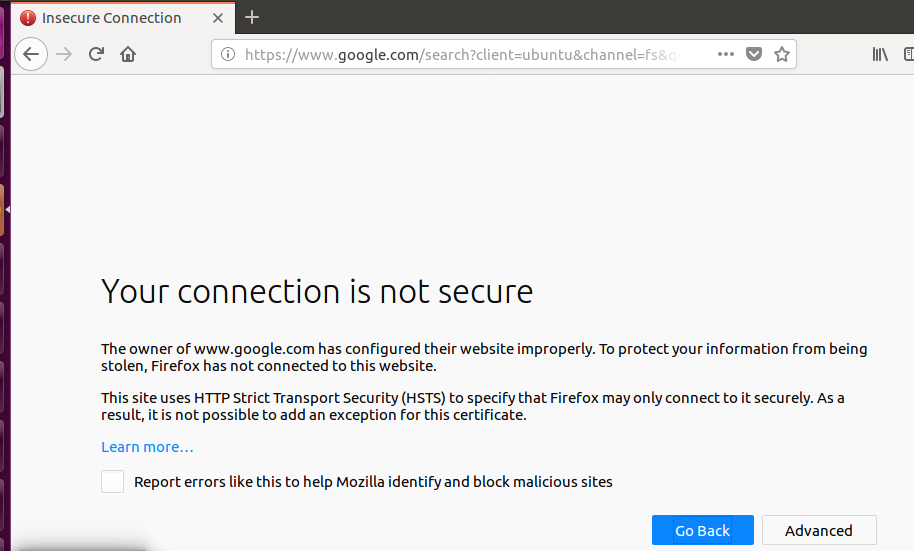 Insecure Connection
https://www.google.com/search?client=ubuntu&channel=fs&q
Your connection is not secure
The owner of www.google.com has configured their website improperly. To protect your information from being
stolen, Firefox has not connected to this website.
This site uses HTTP Strict Transport Security (HSTS) to specify that Firefox may only connect to it securely. As a
result, it is not possible to add an exception for this certificate.
Learn more…
Report errors like this to help Mozilla identify and block malicious sites
Go Back
Advanced